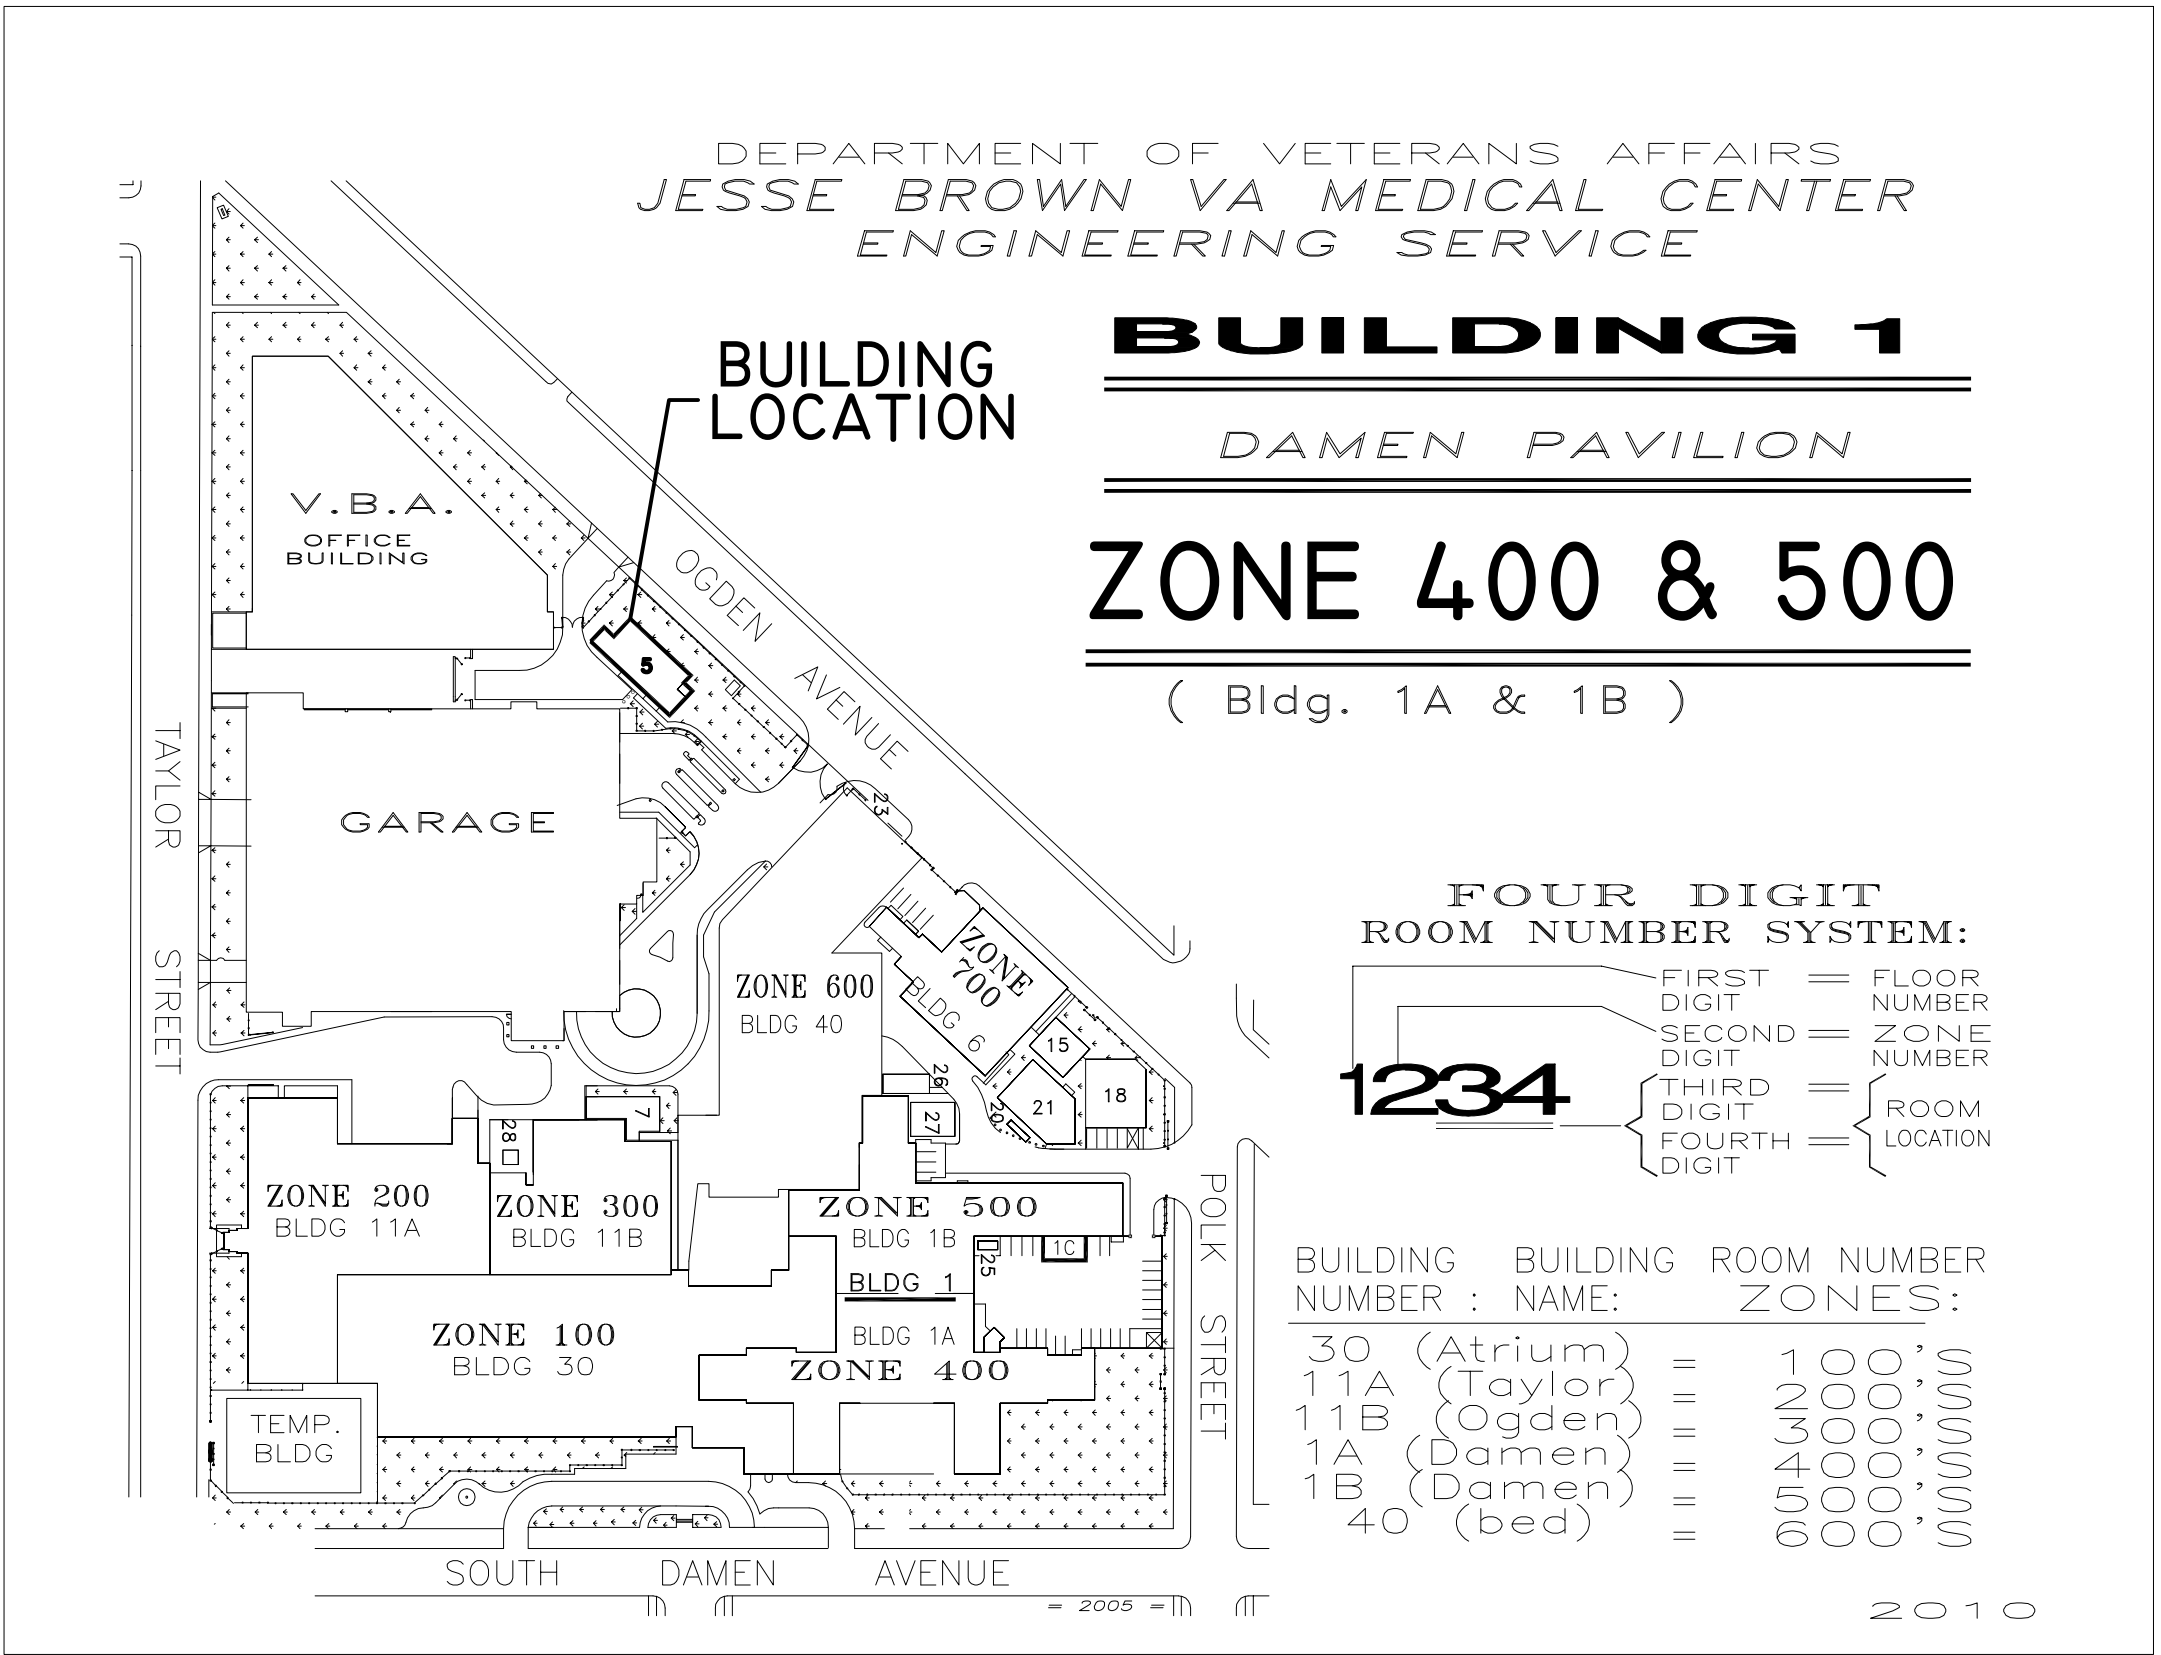 DEPARTMENT OF VETERANS AFFAIRS
JESSE BROWN VA MEDICAL CENTER
ENGINEERING SERVICE
BUILDING 1
DAMEN PAVILION
ZONE 400 & 500
( Bldg. 1A & 1B )
BUILDING
LOCATION
V.B.A.
OFFICE
BUILDING
5
OGDEN AVENUE
TAYLOR STREET
GARAGE
23
ZONE 600
BLDG 40
ZONE
700
BLDG 6
15
18
21
20
26
27
7
28
ZONE 200
BLDG 11A
ZONE 300
BLDG 11B
ZONE 500
BLDG 1B
1C
25
BLDG 1
BLDG 1A
ZONE 400
ZONE 100
BLDG 30
TEMP.
BLDG
POLK STREET
SOUTH DAMEN AVENUE
= 2005 =
FOUR DIGIT
ROOM NUMBER SYSTEM:
1234
FIRST DIGIT = FLOOR NUMBER
SECOND DIGIT = ZONE NUMBER
THIRD DIGIT =
FOURTH DIGIT =
ROOM
LOCATION
BUILDING BUILDING ROOM NUMBER
NUMBER : NAME: ZONES:
30 (Atrium) = 100'S
11A (Taylor) = 200'S
11B (Ogden) = 300'S
1A (Damen) = 400'S
1B (Damen) = 500'S
40 (bed) = 600'S
2010